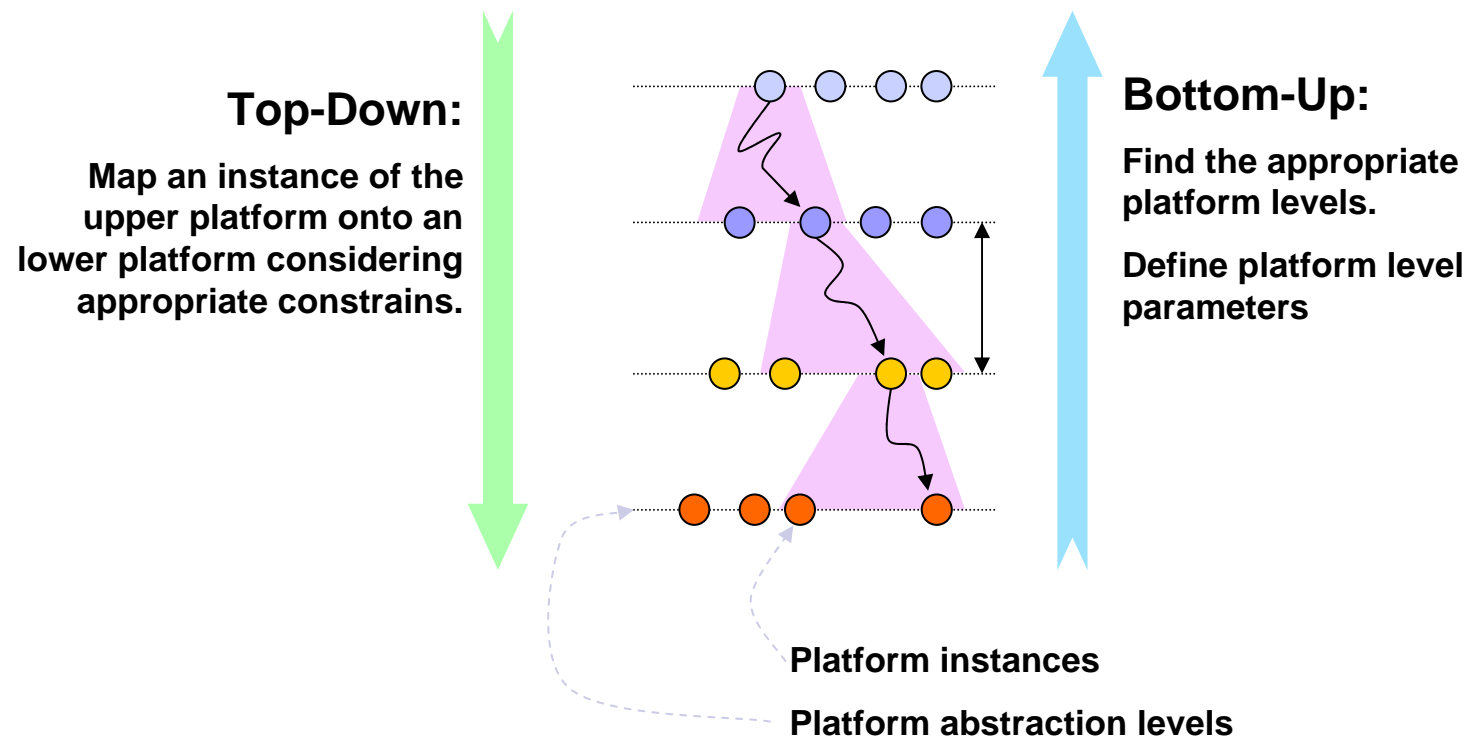 Top-Down:
Map an instance of the
upper platform onto an
lower platform considering
appropriate constrains.
Bottom-Up:
Find the appropriate
platform levels.
Define platform level
parameters
Platform instances
Platform abstraction levels